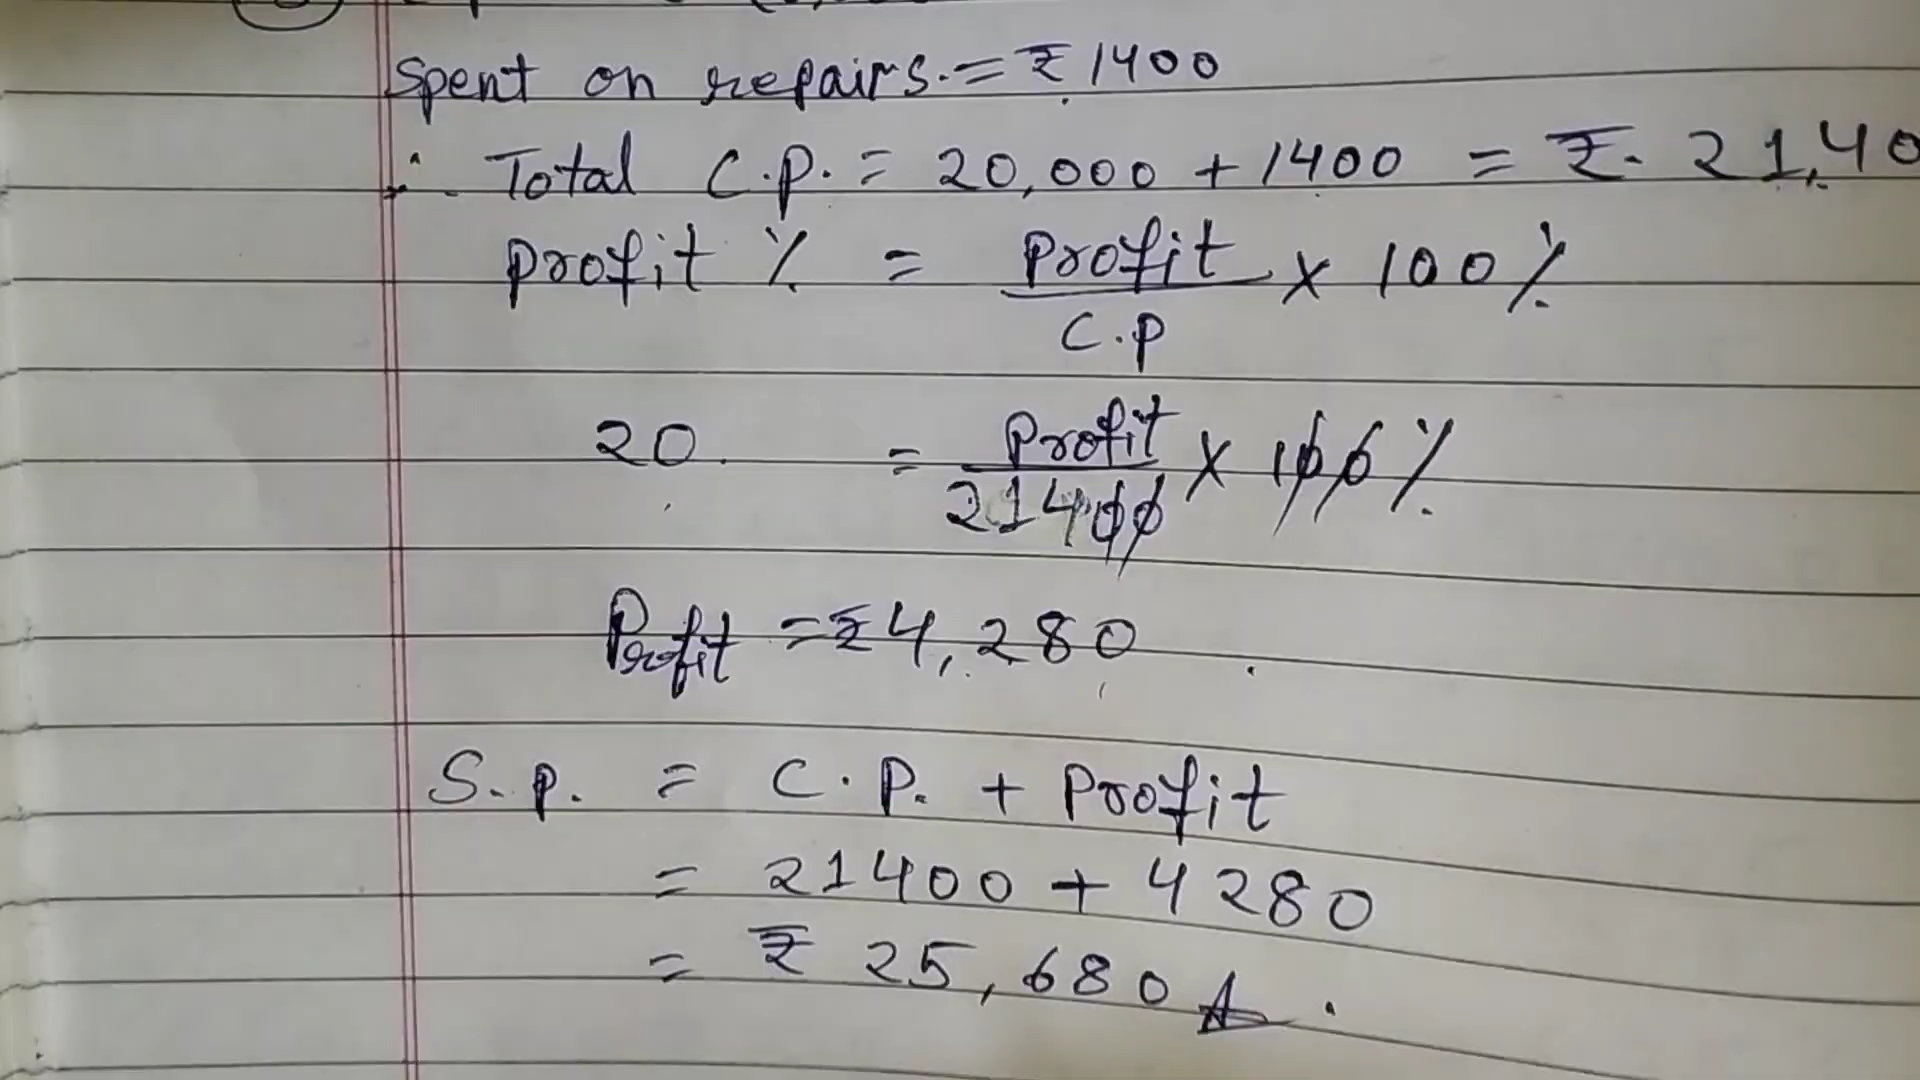 Spent on repairs. = ₹ 1400
∴ Total C.P. = 20,000 + 1400 = ₹. 21,40
Profit % = Profit / C.P × 100%
20 = Profit / 21400 × 100%
Profit = ₹ 4,280
S.P. = C.P. + Profit
= 21400 + 4280
= ₹ 25,680 A